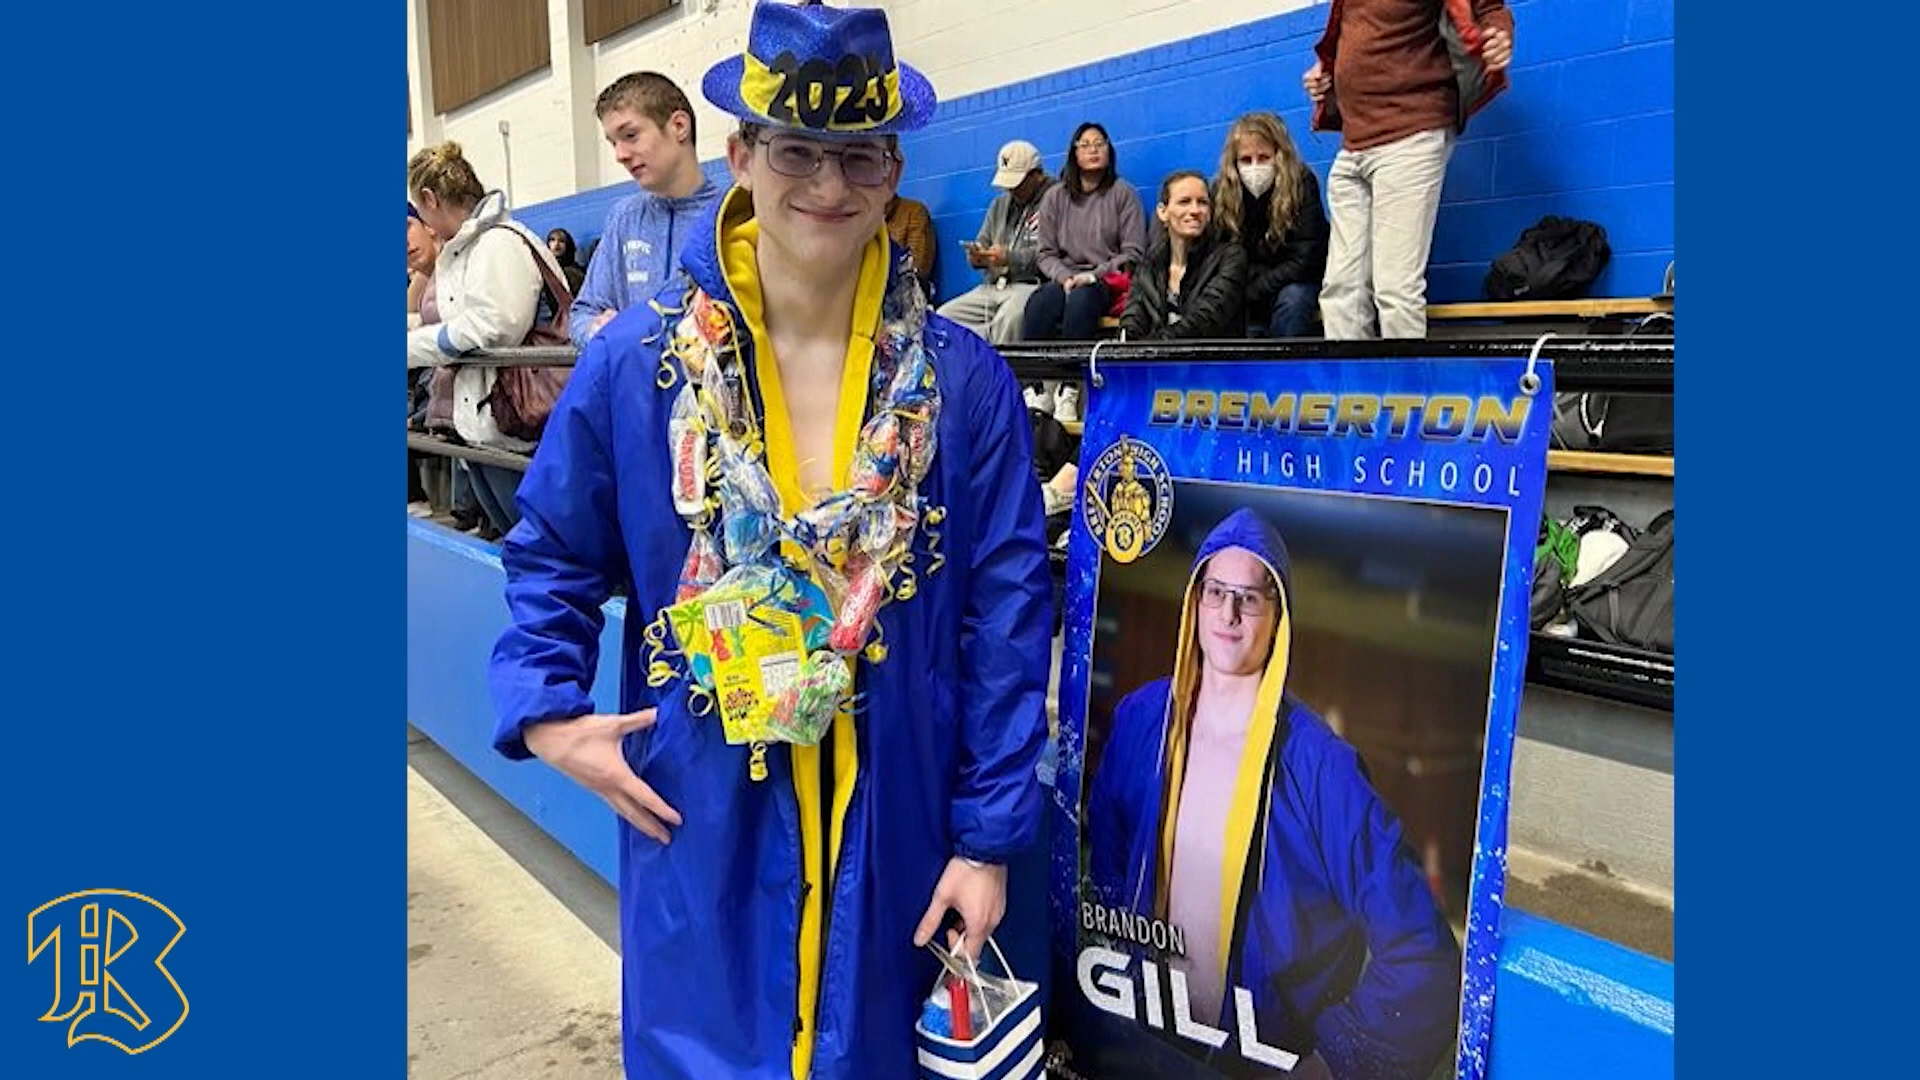 2023
BREMERTON
HIGH SCHOOL
BRANDON
GILL
B